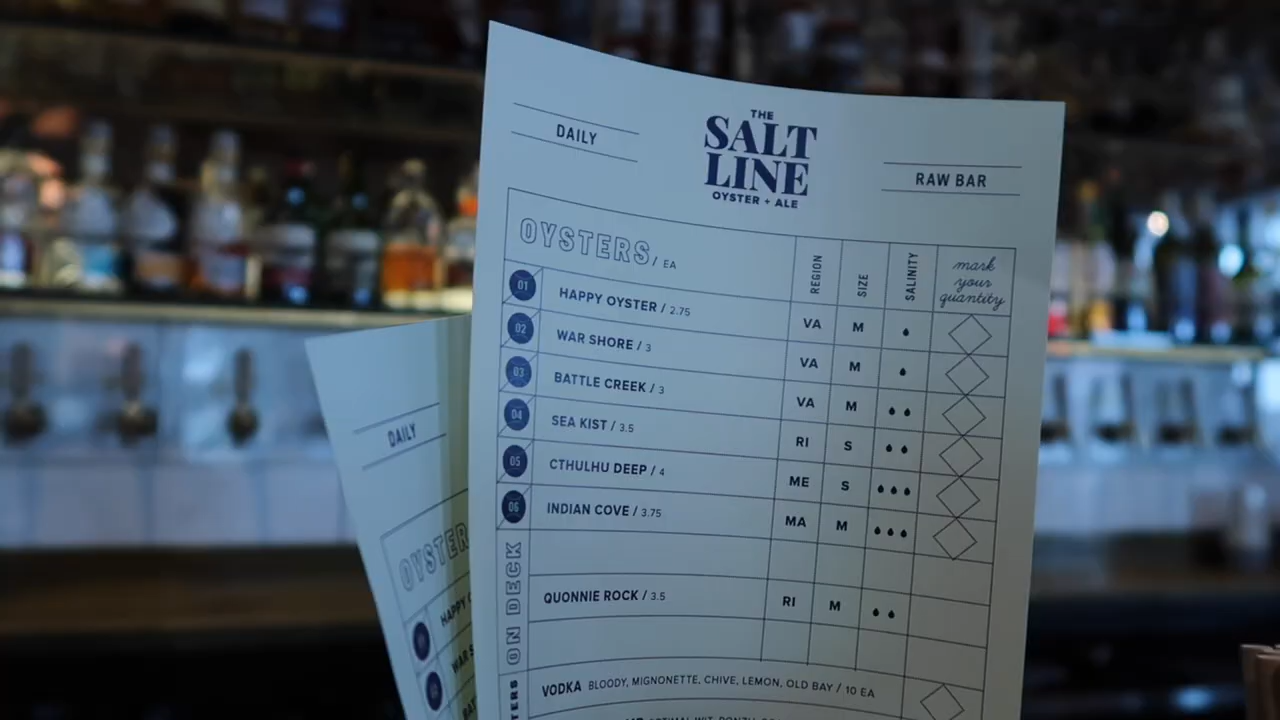 DAILY
THE
SALT
LINE
OYSTER + ALE
RAW BAR
OYSTERS / EA
REGION
SIZE
SALINITY
mark
your
quantity
01 HAPPY OYSTER / 2.75 VA M
02 WAR SHORE / 3 VA M
03 BATTLE CREEK / 3 VA M
04 SEA KIST / 3.5 RI S
05 CTHULHU DEEP / 4 ME S
06 INDIAN COVE / 3.75 MA M
ON DECK
QUONNIE ROCK / 3.5 RI M
VODKA BLOODY, MIGNONETTE, CHIVE, LEMON, OLD BAY / 10 EA
DAILY
OYSTER
HAPPY
WAR S